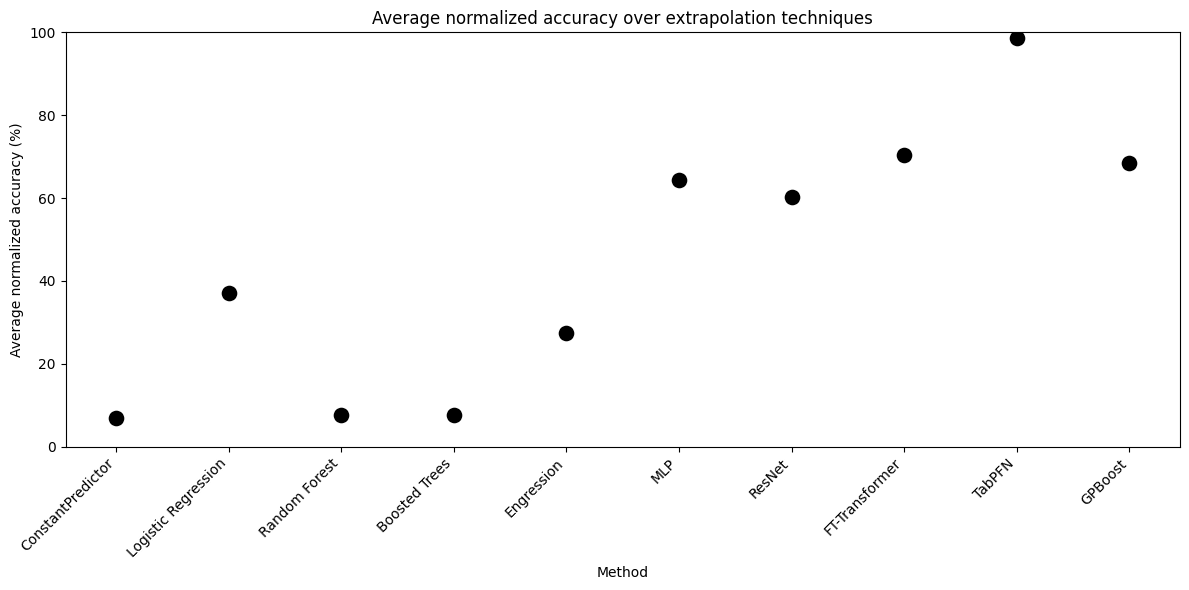 Average normalized accuracy over extrapolation techniques
Average normalized accuracy (%)
100
80
60
40
20
0
ConstantPredictor
Logistic Regression
Random Forest
Boosted Trees
Engression
MLP
ResNet
FT-Transformer
TabPFN
GPBoost
Method